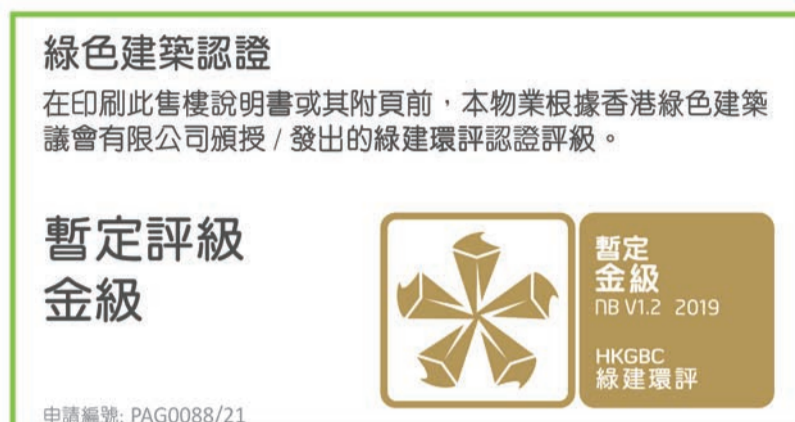 綠色建築認證
在印刷此售樓說明書或其附頁前，本物業根據香港綠色建築
議會有限公司頒授 / 發出的綠建環評認證評級。
暫定評級
金級
暫定
金級
NB V1.2 2019
HKGBC
綠建環評
申請編號: PAG0088/21